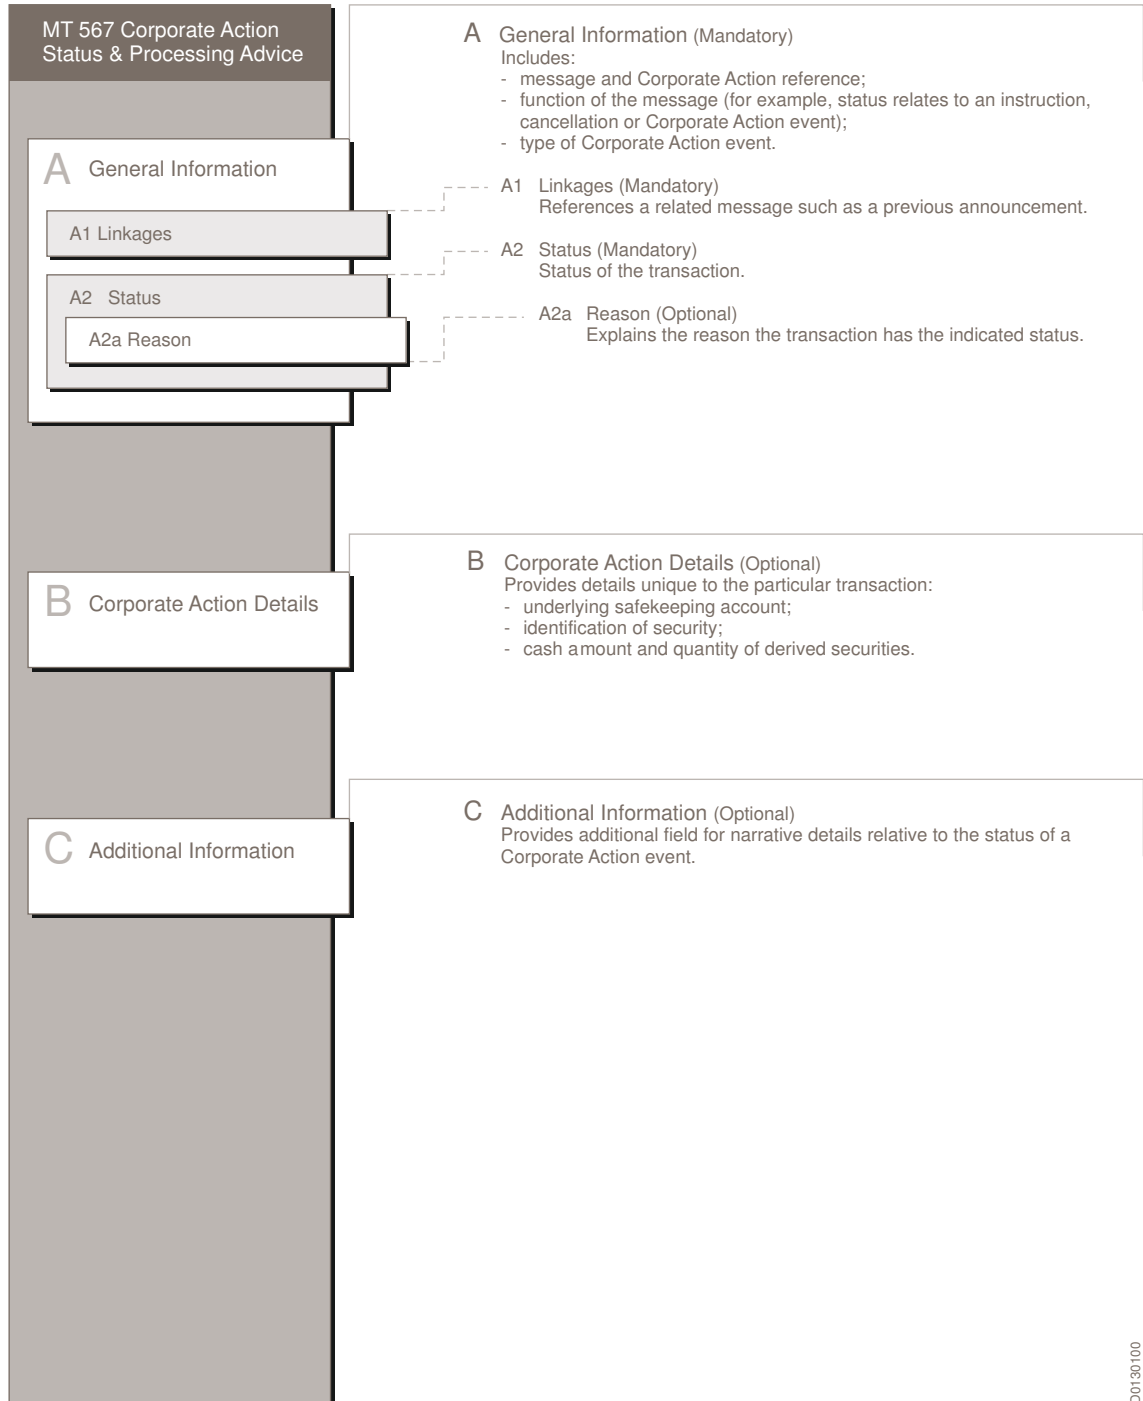 MT 567 Corporate Action
Status & Processing Advice
A General Information
A1 Linkages
A2 Status
A2a Reason
B Corporate Action Details
C Additional Information
A General Information (Mandatory)
Includes:
- message and Corporate Action reference;
- function of the message (for example, status relates to an instruction,
cancellation or Corporate Action event);
- type of Corporate Action event.
A1 Linkages (Mandatory)
References a related message such as a previous announcement.
A2 Status (Mandatory)
Status of the transaction.
A2a Reason (Optional)
Explains the reason the transaction has the indicated status.
B Corporate Action Details (Optional)
Provides details unique to the particular transaction:
- underlying safekeeping account;
- identification of security;
- cash amount and quantity of derived securities.
C Additional Information (Optional)
Provides additional field for narrative details relative to the status of a
Corporate Action event.